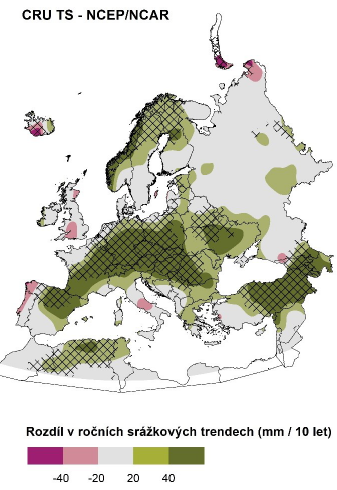 CRU TS - NCEP/NCAR
Rozdíl v ročních srážkových trendech (mm / 10 let)
-40 -20 20 40